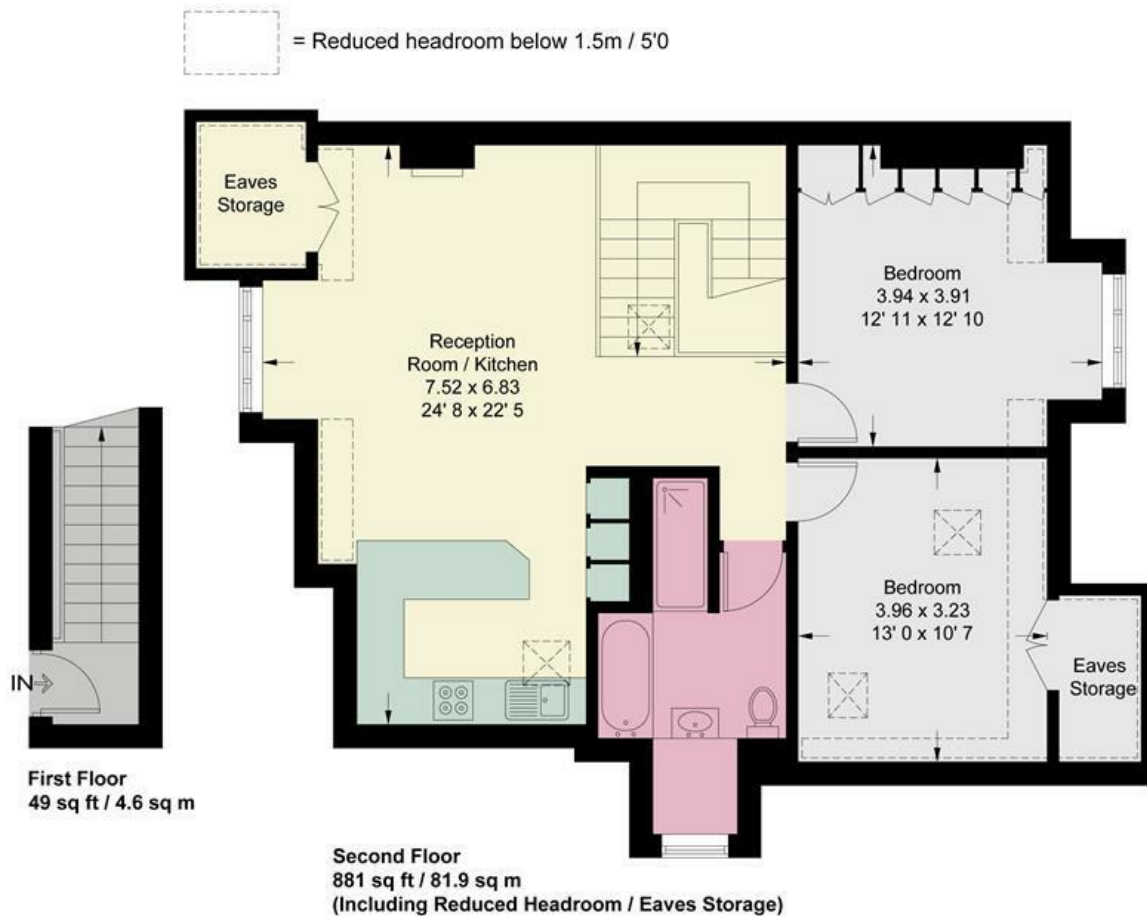 = Reduced headroom below 1.5m / 5'0
Eaves
Storage
Reception
Room / Kitchen
7.52 x 6.83
24' 8 x 22' 5
Bedroom
3.94 x 3.91
12' 11 x 12' 10
Bedroom
3.96 x 3.23
13' 0 x 10' 7
Eaves
Storage
IN
First Floor
49 sq ft / 4.6 sq m
Second Floor
881 sq ft / 81.9 sq m
(Including Reduced Headroom / Eaves Storage)